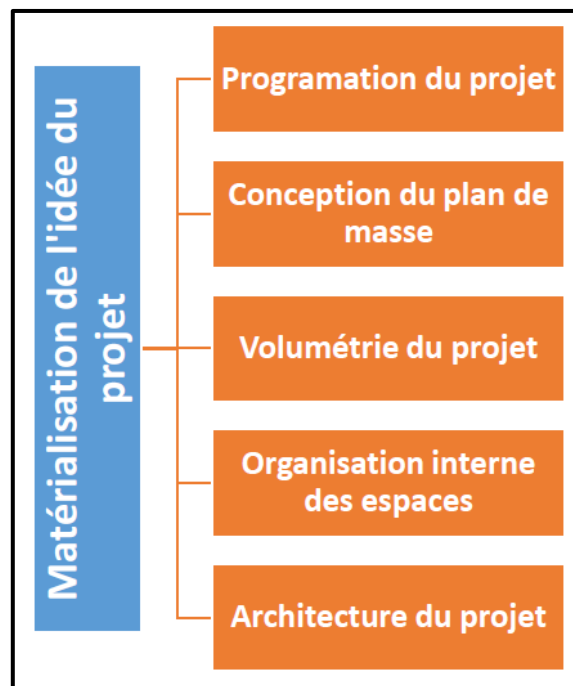 Matérialisation de l'idée du
projet
Programation du projet
Conception du plan de
masse
Volumétrie du projet
Organisation interne
des espaces
Architecture du projet